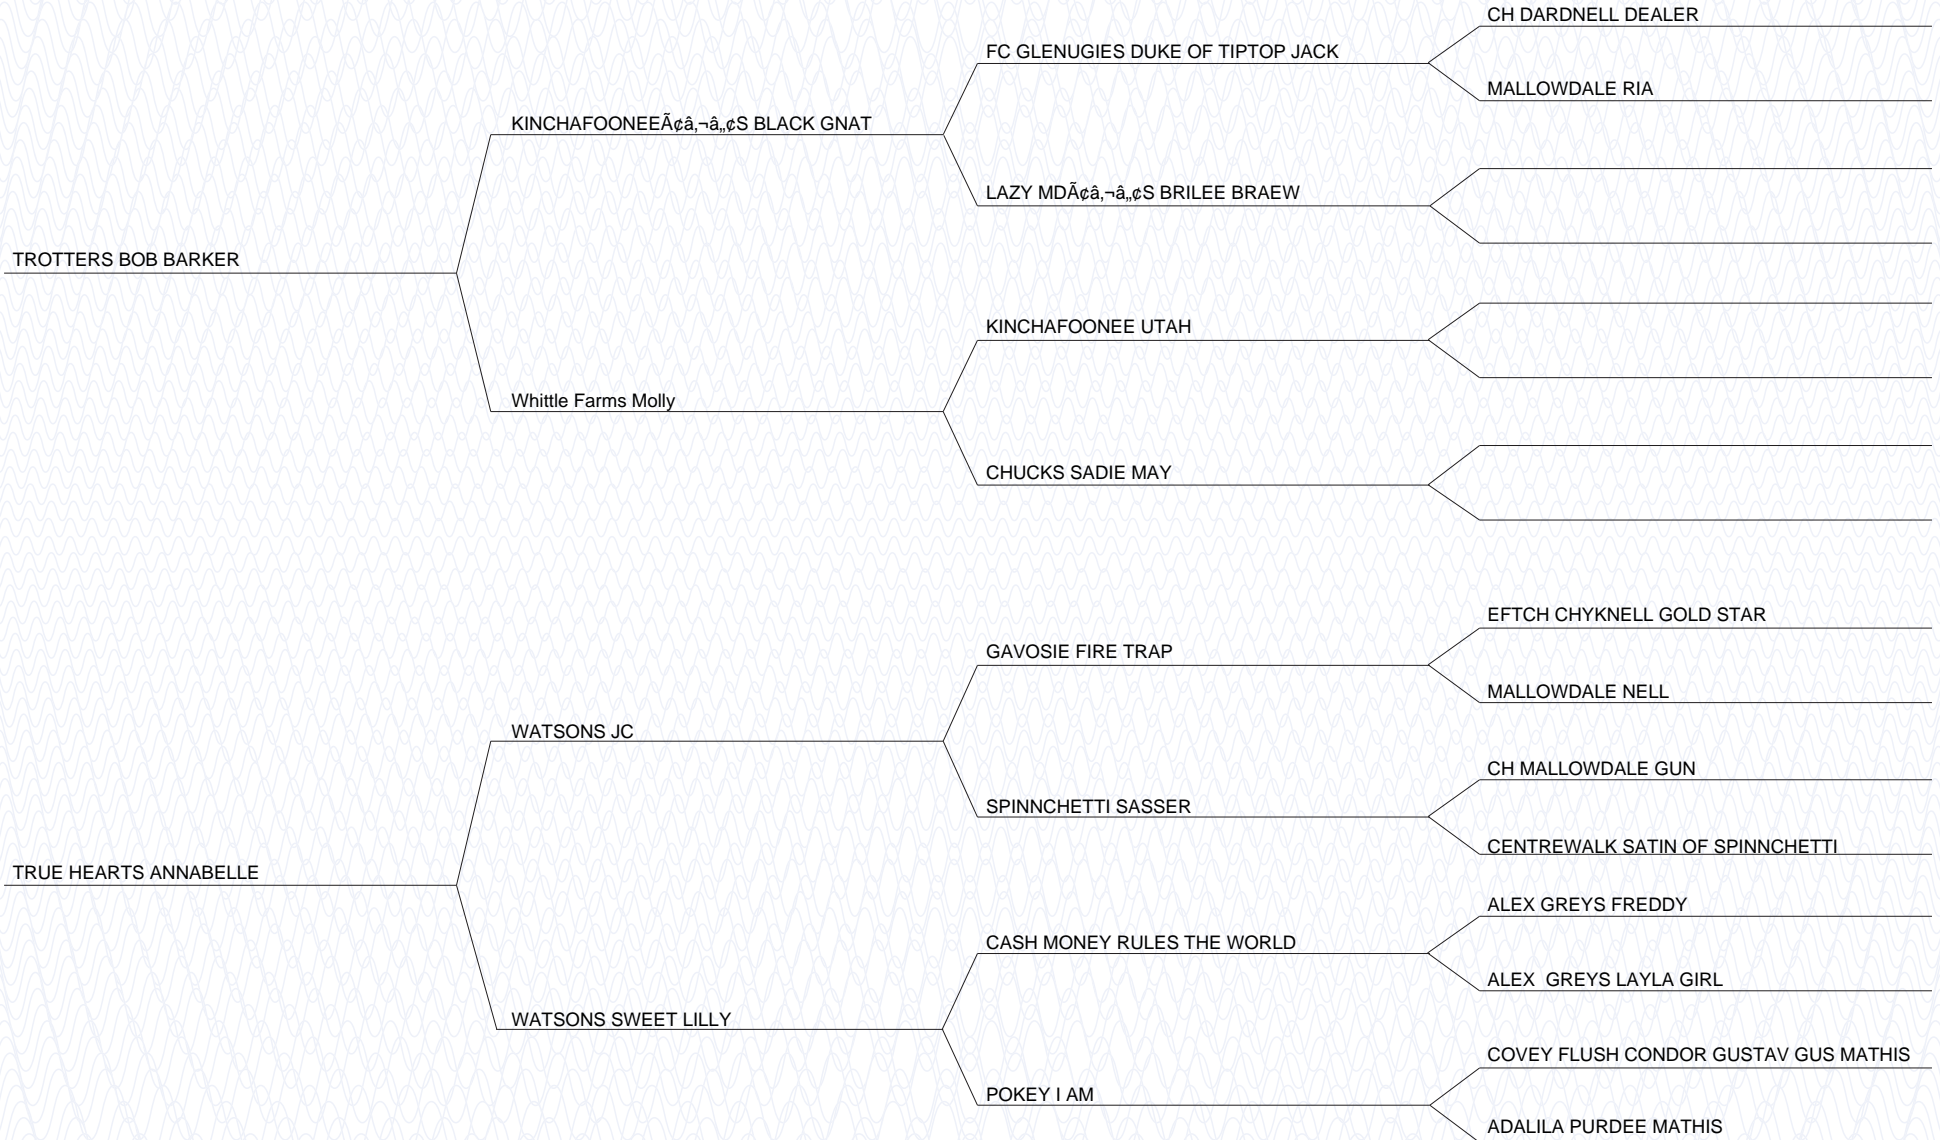 CH DARDNELL DEALER
FC GLENUGIES DUKE OF TIPTOP JACK
MALLOWDALE RIA
KINCHAFOONEEÃ¢â‚¬â„¢S BLACK GNAT
LAZY MDÃ¢â‚¬â„¢S BRILEE BRAEW
TROTTERS BOB BARKER
KINCHAFOONEE UTAH
Whittle Farms Molly
CHUCKS SADIE MAY
EFTCH CHYKNELL GOLD STAR
GAVOSIE FIRE TRAP
MALLOWDALE NELL
WATSONS JC
CH MALLOWDALE GUN
SPINNCHETTI SASSER
CENTREWALK SATIN OF SPINNCHETTI
TRUE HEARTS ANNABELLE
ALEX GREYS FREDDY
CASH MONEY RULES THE WORLD
ALEX  GREYS LAYLA GIRL
WATSONS SWEET LILLY
COVEY FLUSH CONDOR GUSTAV GUS MATHIS
POKEY I AM
ADALILA PURDEE MATHIS